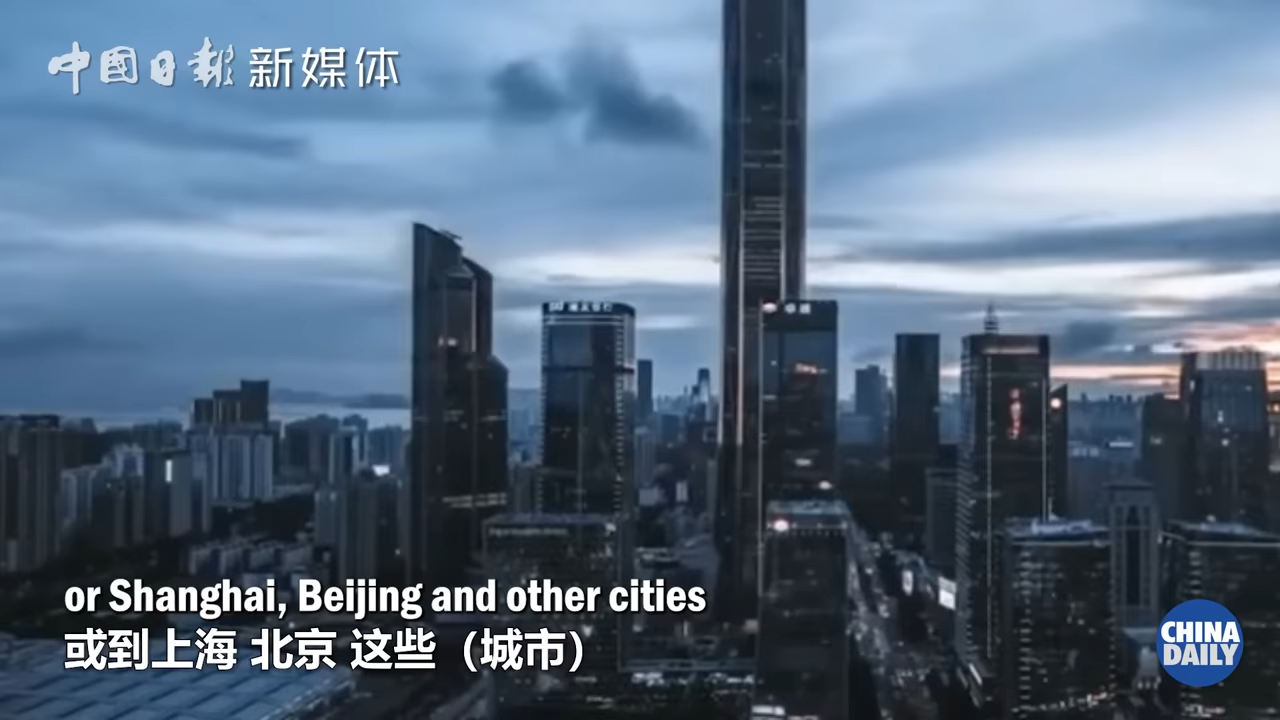 中国日报新媒体
or Shanghai, Beijing and other cities
或到上海 北京 这些（城市）
CHINA
DAILY